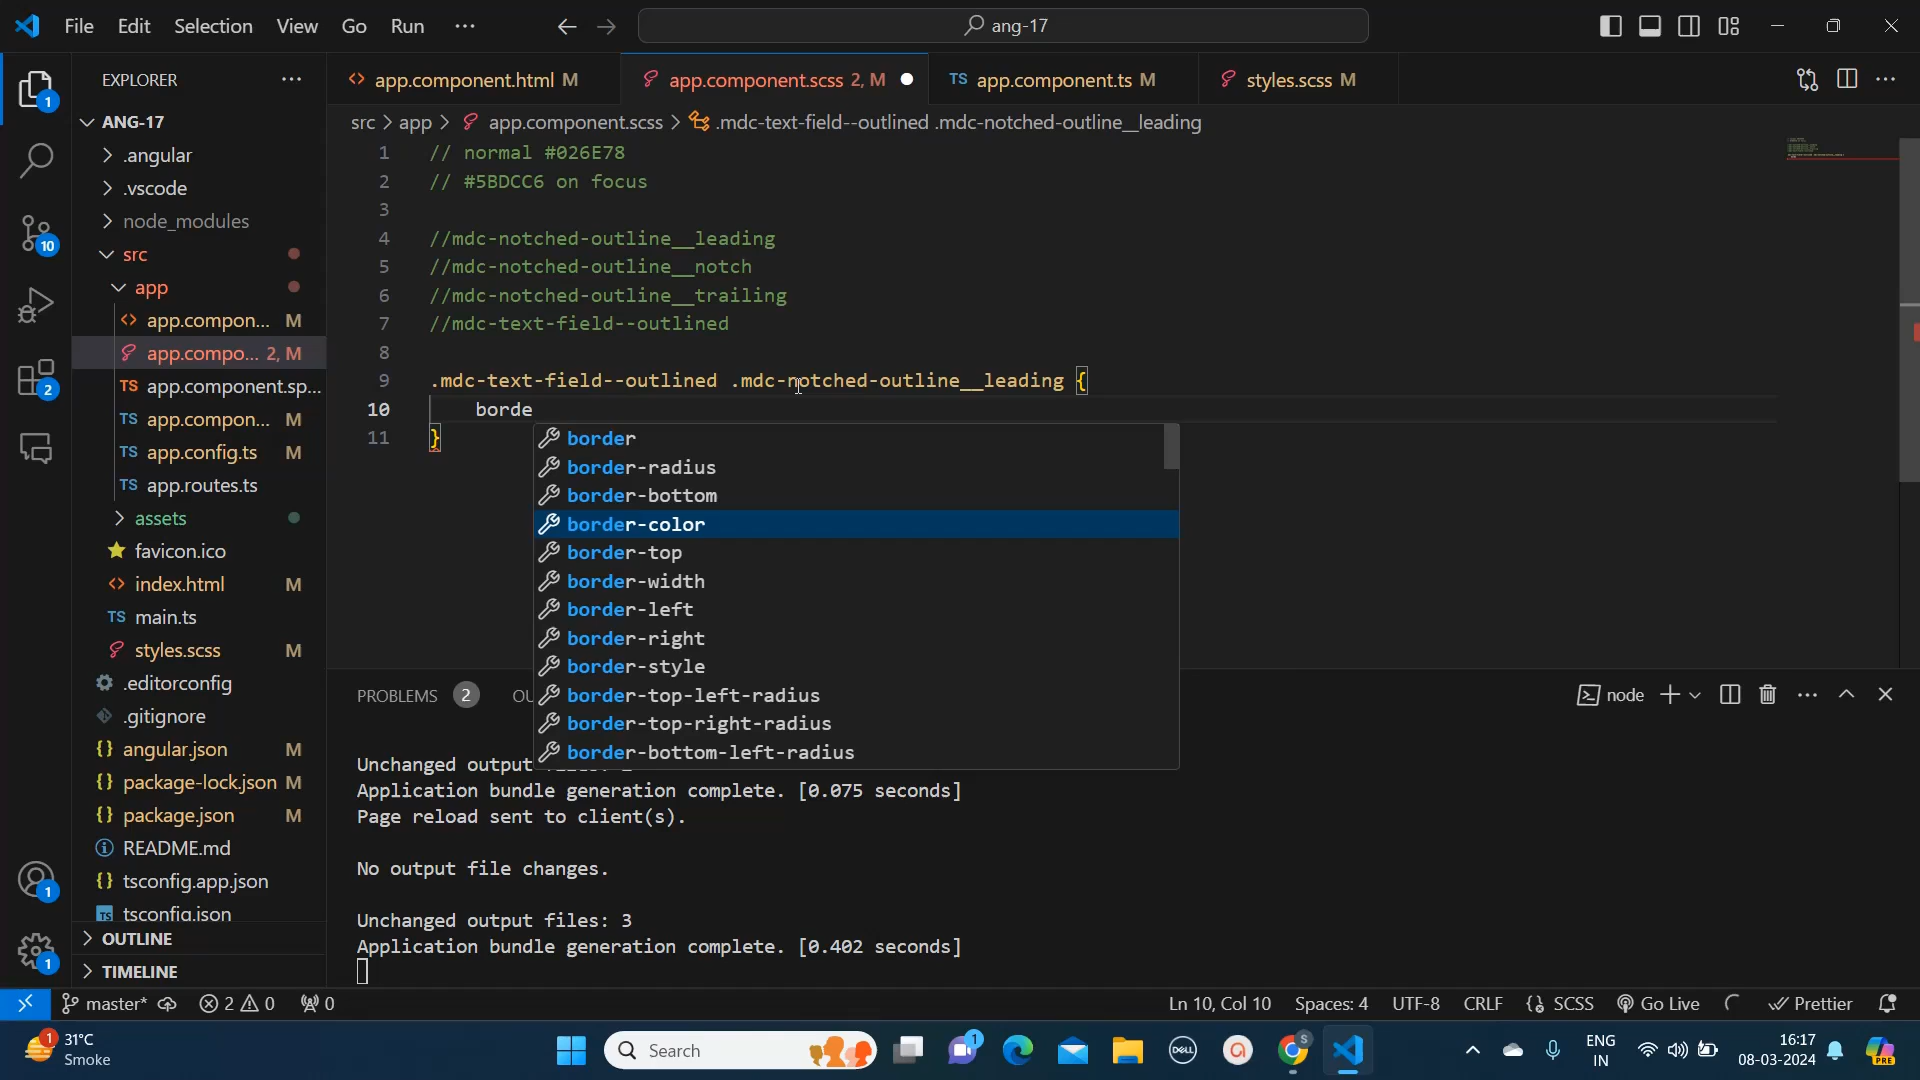 File Edit Selection View Go Run ··· ang-17
EXPLORER
app.component.html M app.component.scss 2, M TS app.component.ts M styles.scss M
ANG-17
src > app > app.component.scss > .mdc-text-field--outlined .mdc-notched-outline__leading
.angular
.vscode
node_modules
src
app
app.compon... M
app.compo... 2, M
TS app.component.sp...
TS app.compon... M
TS app.config.ts M
TS app.routes.ts
assets
favicon.ico
index.html M
TS main.ts
styles.scss M
.editorconfig
.gitignore
{} angular.json M
{} package-lock.json M
{} package.json M
README.md
{} tsconfig.app.json
TS tsconfig.json
OUTLINE
TIMELINE
1
10
2
1
1
1 // normal #026E78
2 // #5BDCC6 on focus
3
4 //mdc-notched-outline__leading
5 //mdc-notched-outline__notch
6 //mdc-notched-outline__trailing
7 //mdc-text-field--outlined
8
9 .mdc-text-field--outlined .mdc-notched-outline__leading {
10 borde
11 }
border
border-radius
border-bottom
border-color
border-top
border-width
border-left
border-right
border-style
border-top-left-radius
border-top-right-radius
border-bottom-left-radius
PROBLEMS 2 OU node
Unchanged output
Application bundle generation complete. [0.075 seconds]
Page reload sent to client(s).
No output file changes.
Unchanged output files: 3
Application bundle generation complete. [0.402 seconds]
master* 2 0 0 Ln 10, Col 10 Spaces: 4 UTF-8 CRLF {} SCSS Go Live Prettier
1 31°C
Smoke
Search
1
DELL
S
ENG
IN
16:17
08-03-2024
PRE